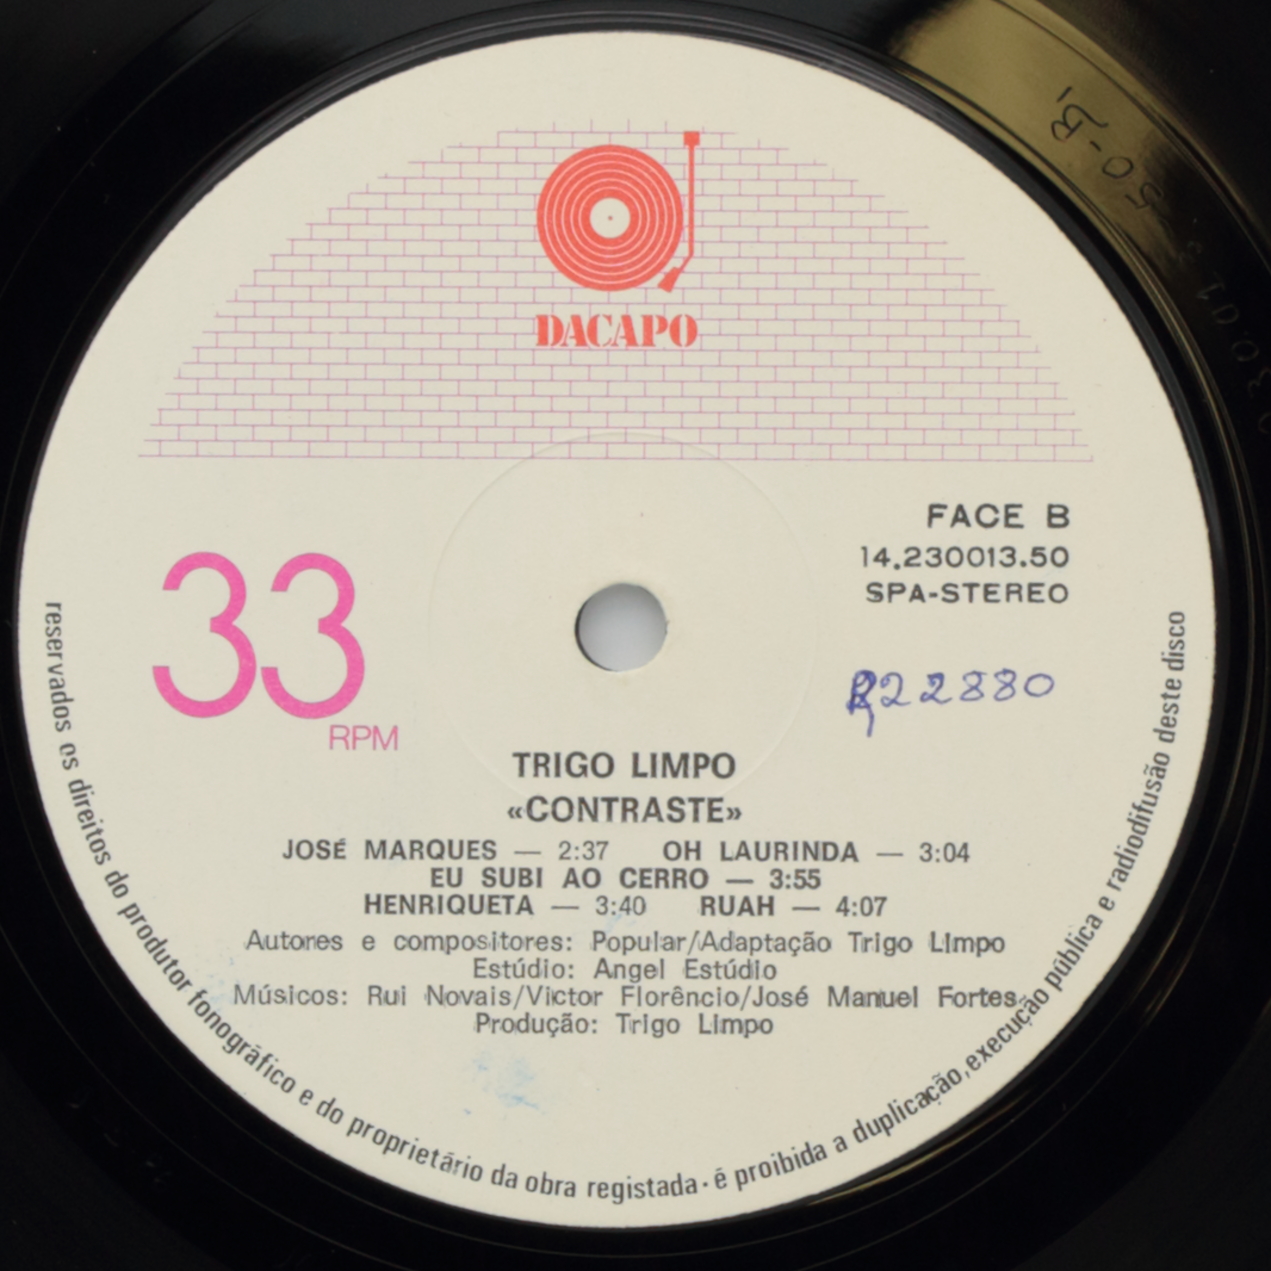 DACAPO
FACE B
14.230013.50
SPA-STEREO
33
RPM
22880
TRIGO LIMPO
«CONTRASTE»
JOSÉ MARQUES — 2:37 OH LAURINDA — 3:04
EU SUBI AO CERRO — 3:55
HENRIQUETA — 3:40 RUAH — 4:07
Autores e compositores: Popular/Adaptação Trigo Limpo
Estúdio: Angel Estúdio
Músicos: Rui Novais/Victor Florêncio/José Manuel Fortes
Produção: Trigo Limpo
reservados os direitos do produtor fonográfico e do proprietário da obra registada · é proibida a duplicação, execução pública e radiodifusão deste disco